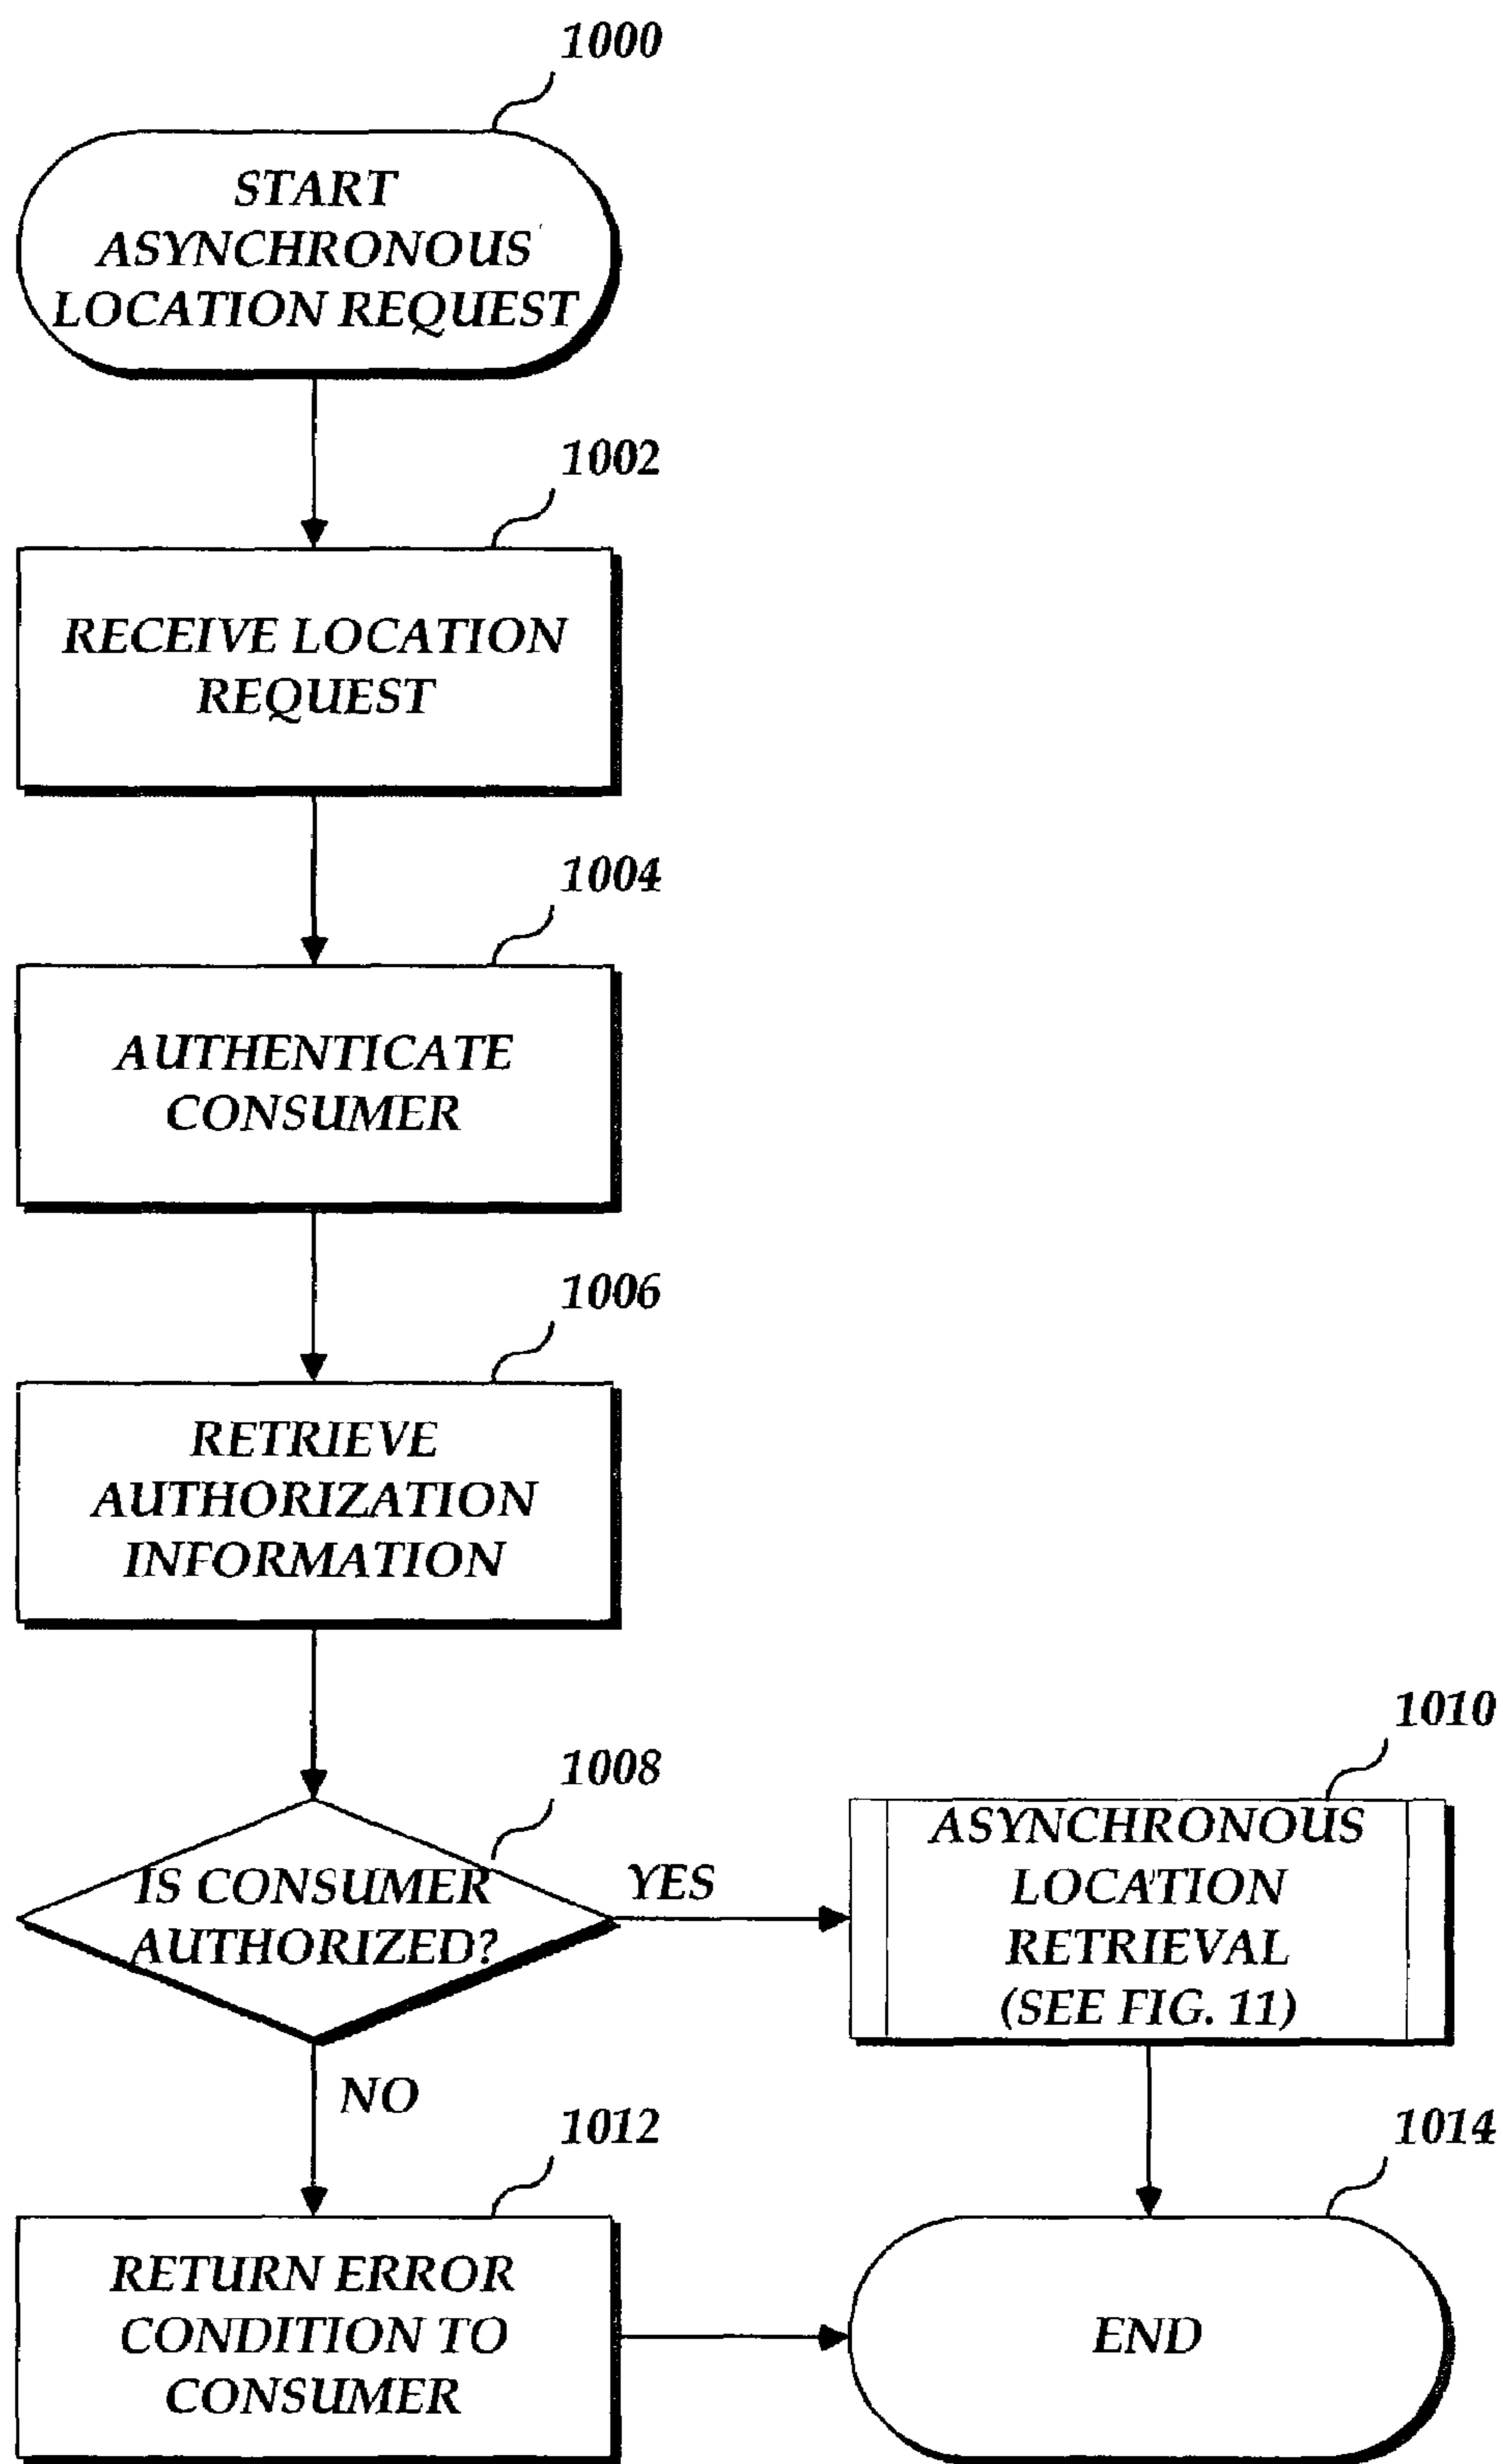 1000
START
ASYNCHRONOUS
LOCATION REQUEST
1002
RECEIVE LOCATION
REQUEST
1004
AUTHENTICATE
CONSUMER
1006
RETRIEVE
AUTHORIZATION
INFORMATION
1008
IS CONSUMER
AUTHORIZED?
YES
1010
ASYNCHRONOUS
LOCATION
RETRIEVAL
(SEE FIG. 11)
NO
1012
RETURN ERROR
CONDITION TO
CONSUMER
1014
END